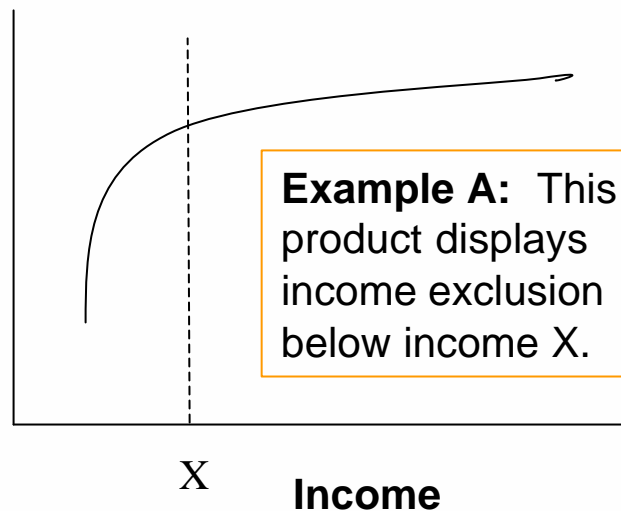 Example A: This
product displays
income exclusion
below income X.
X
Income